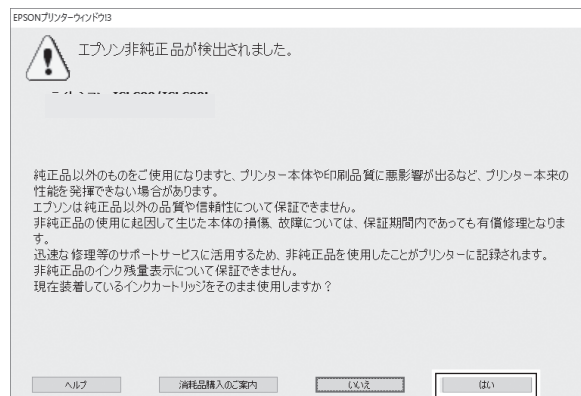 EPSONプリンターウィンドウ!3
エプソン非純正品が検出されました。
純正品以外のものをご使用になりますと、プリンター本体や印刷品質に悪影響が出るなど、プリンター本来の
性能を発揮できない場合があります。
エプソンは純正品以外の品質や信頼性について保証できません。
非純正品の使用に起因して生じた本体の損傷、故障については、保証期間内であっても有償修理となりま
す。
迅速な修理等のサポートサービスに活用するため、非純正品を使用したことがプリンターに記録されます。
非純正品のインク残量表示について保証できません。
現在装着しているインクカートリッジをそのまま使用しますか？
ヘルプ 消耗品購入のご案内 いいえ はい